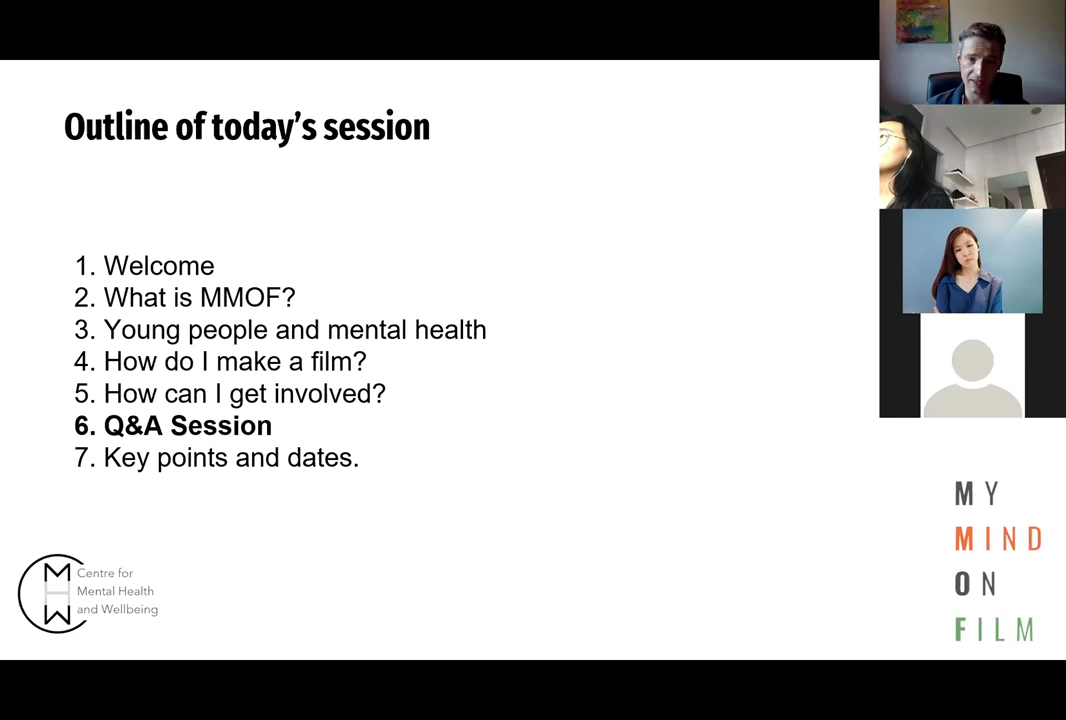 Outline of today's session
1. Welcome
2. What is MMOF?
3. Young people and mental health
4. How do I make a film?
5. How can I get involved?
6. Q&A Session
7. Key points and dates.
MH
W
Centre for
Mental Health
and Wellbeing
MY
MIND
ON
FILM